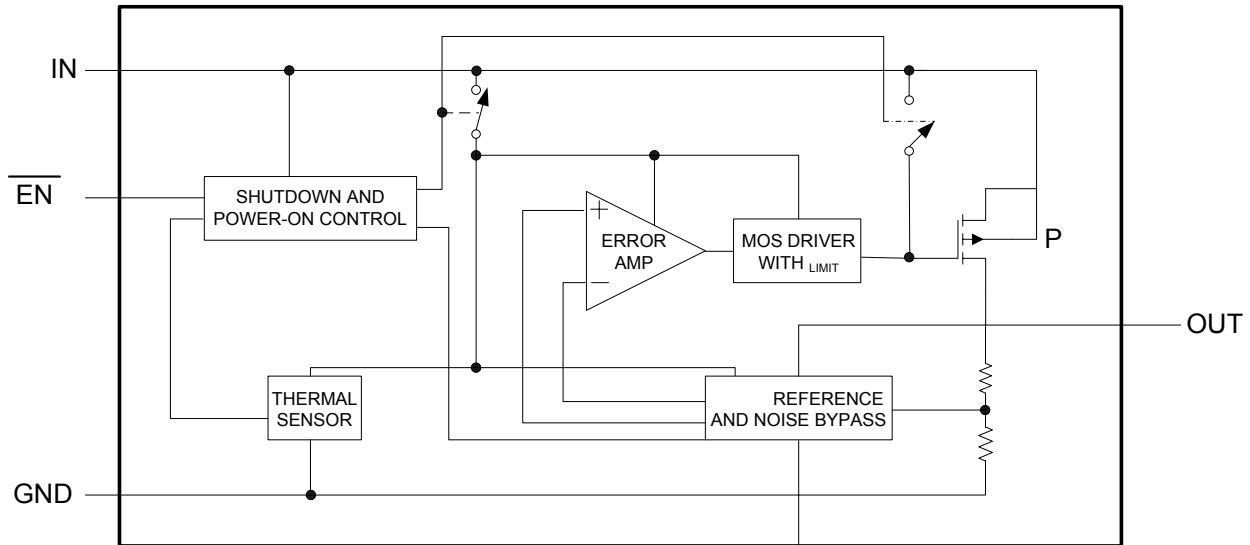 IN
EN
SHUTDOWN AND
POWER-ON CONTROL
+
ERROR
AMP
−
MOS DRIVER
WITH LIMIT
P
OUT
THERMAL
SENSOR
REFERENCE
AND NOISE BYPASS
GND